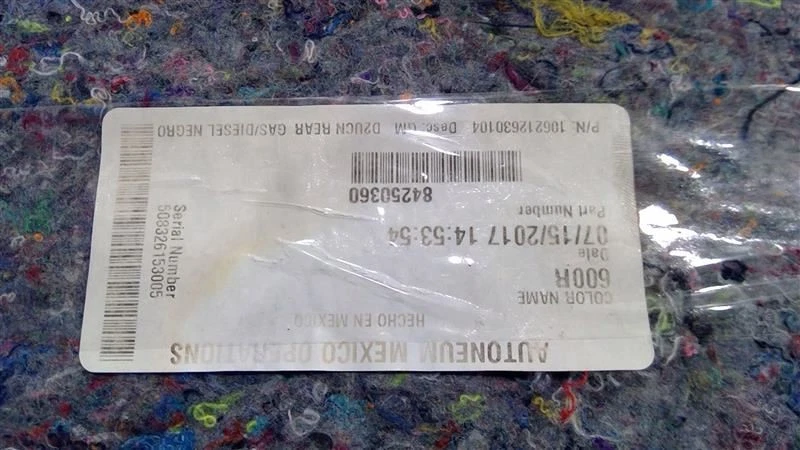 AUTONEUM MEXICO OPERATIONS
HECHO EN MEXICO
COLOR NAME
600R
Date
07/15/2017 14:53:54
Part Number
84250360
P/N. 106212630104 Desc. GM D2UCN REAR GAS/DIESEL NEGRO
Serial Number
508326153005